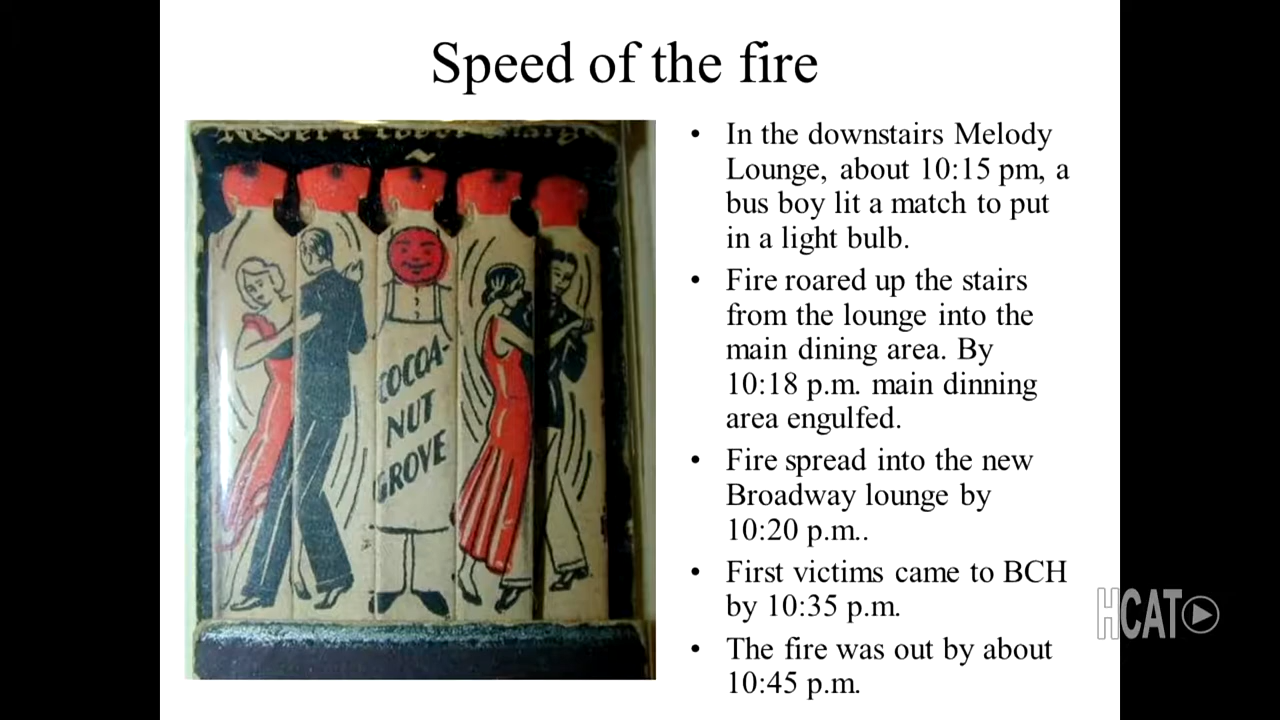 Speed of the fire
Never a cover
COCOA-
NUT
GROVE
• In the downstairs Melody
Lounge, about 10:15 pm, a
bus boy lit a match to put
in a light bulb.
• Fire roared up the stairs
from the lounge into the
main dining area. By
10:18 p.m. main dinning
area engulfed.
• Fire spread into the new
Broadway lounge by
10:20 p.m..
• First victims came to BCH
by 10:35 p.m.
• The fire was out by about
10:45 p.m.
HCAT